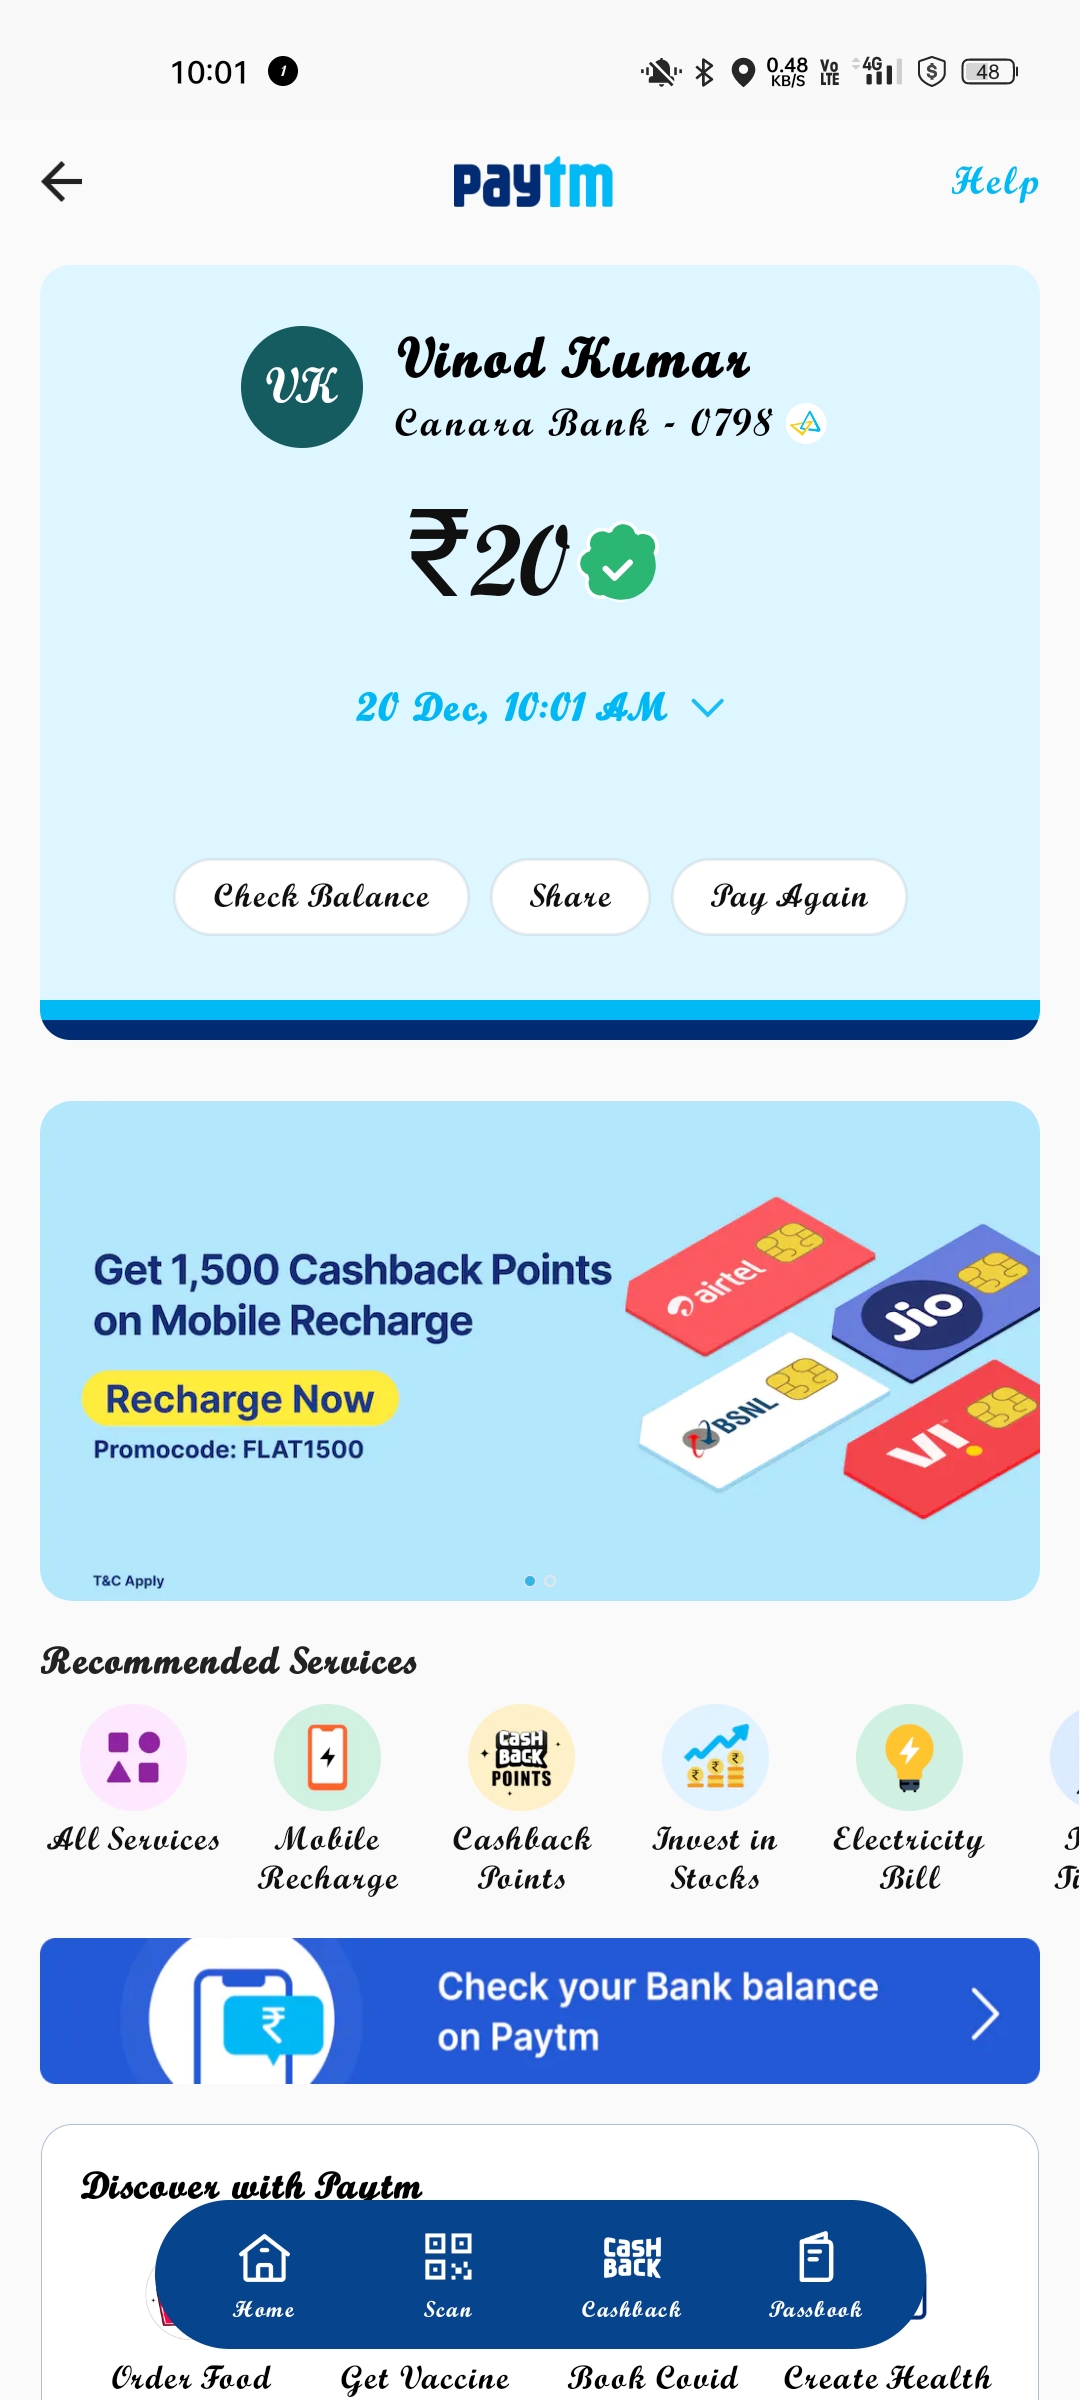 10:01
0.48
KB/S
Vo
LTE
4G
48
paytm
Help
VK
Vinod Kumar
Canara Bank - 0798
₹20
20 Dec, 10:01 AM
Check Balance
Share
Pay Again
Get 1,500 Cashback Points
on Mobile Recharge
Recharge Now
Promocode: FLAT1500
T&C Apply
airtel
Jio
BSNL
VI
Recommended Services
CASH
BACK
POINTS
All Services
Mobile
Recharge
Cashback
Points
Invest in
Stocks
Electricity
Bill
Check your Bank balance
on Paytm
Discover with Paytm
CASH
BACK
Home
Scan
Cashback
Passbook
Order Food
Get Vaccine
Book Covid
Create Health